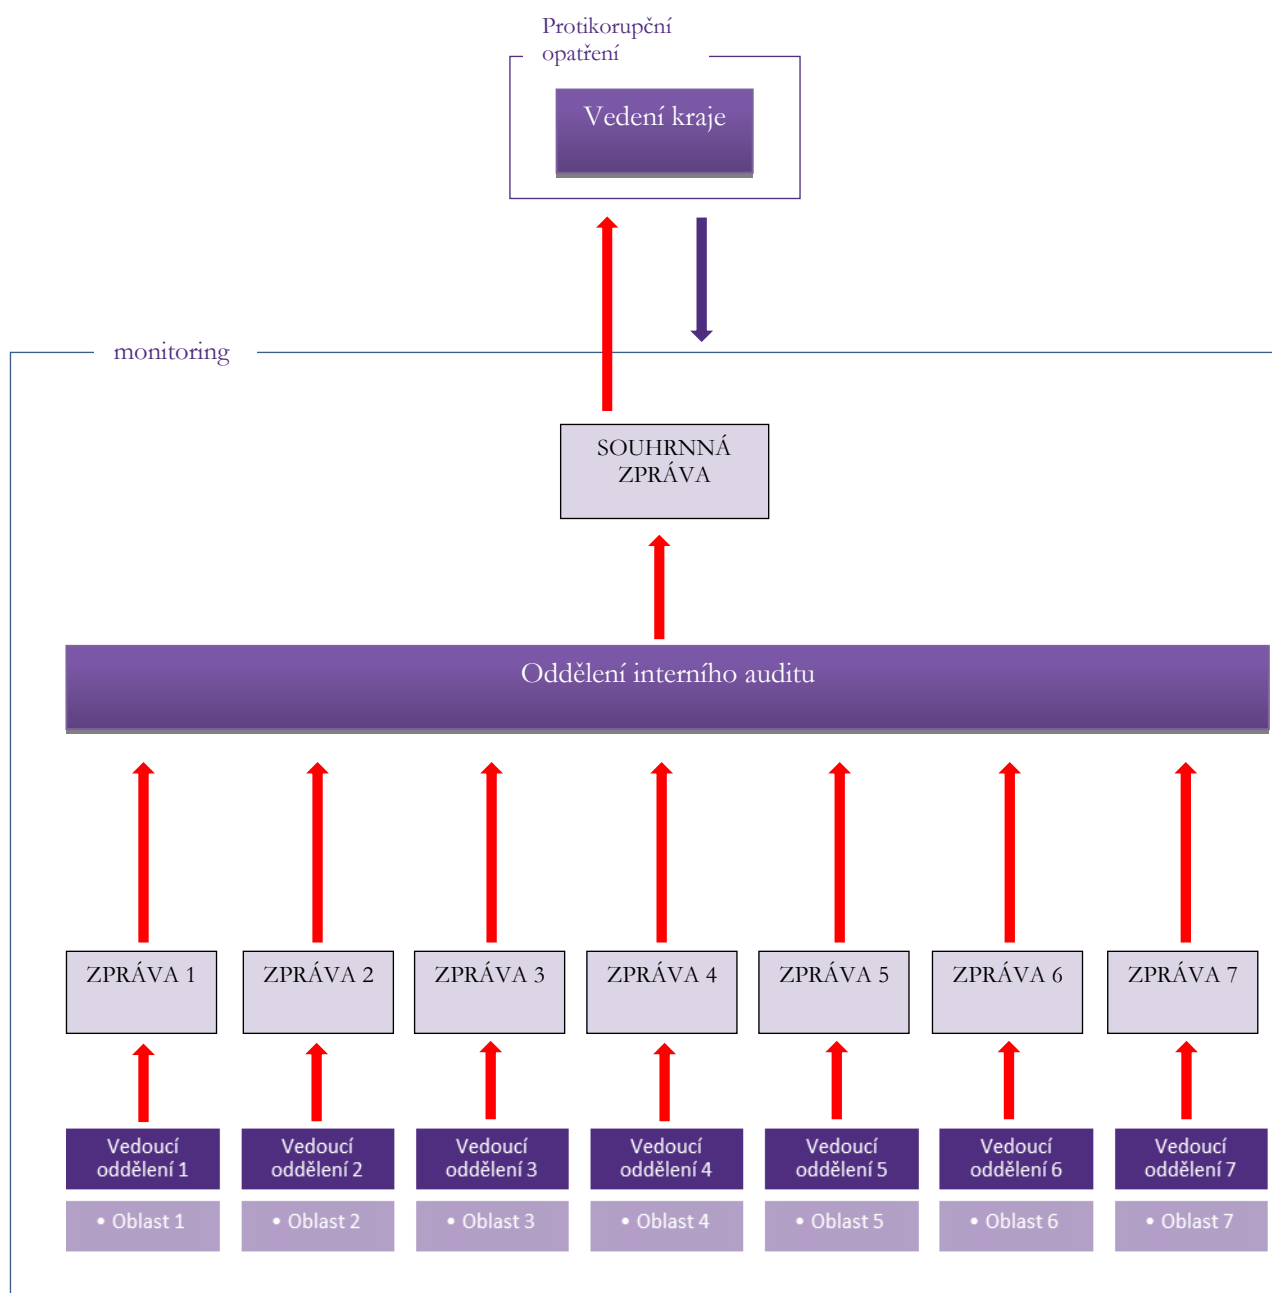 Protikorupční
opatření
Vedení kraje
monitoring
SOUHRNNÁ
ZPRÁVA
Oddělení interního auditu
ZPRÁVA 1
ZPRÁVA 2
ZPRÁVA 3
ZPRÁVA 4
ZPRÁVA 5
ZPRÁVA 6
ZPRÁVA 7
Vedoucí
oddělení 1
Vedoucí
oddělení 2
Vedoucí
oddělení 3
Vedoucí
oddělení 4
Vedoucí
oddělení 5
Vedoucí
oddělení 6
Vedoucí
oddělení 7
• Oblast 1
• Oblast 2
• Oblast 3
• Oblast 4
• Oblast 5
• Oblast 6
• Oblast 7